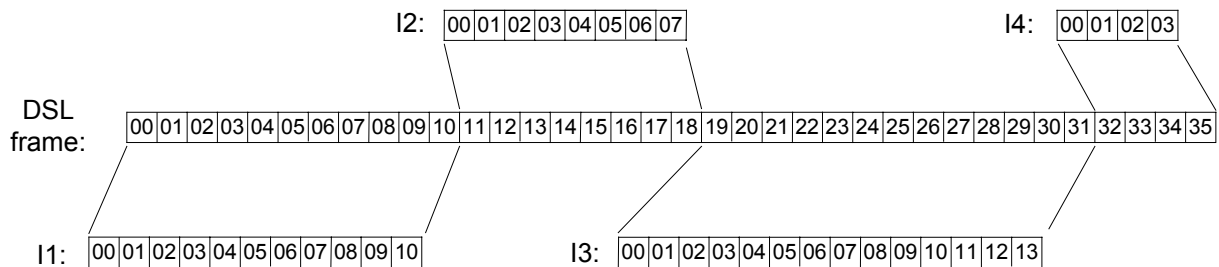 I2: 00 01 02 03 04 05 06 07
I4: 00 01 02 03
DSL
frame:
00 01 02 03 04 05 06 07 08 09 10 11 12 13 14 15 16 17 18 19 20 21 22 23 24 25 26 27 28 29 30 31 32 33 34 35
I1: 00 01 02 03 04 05 06 07 08 09 10
I3: 00 01 02 03 04 05 06 07 08 09 10 11 12 13